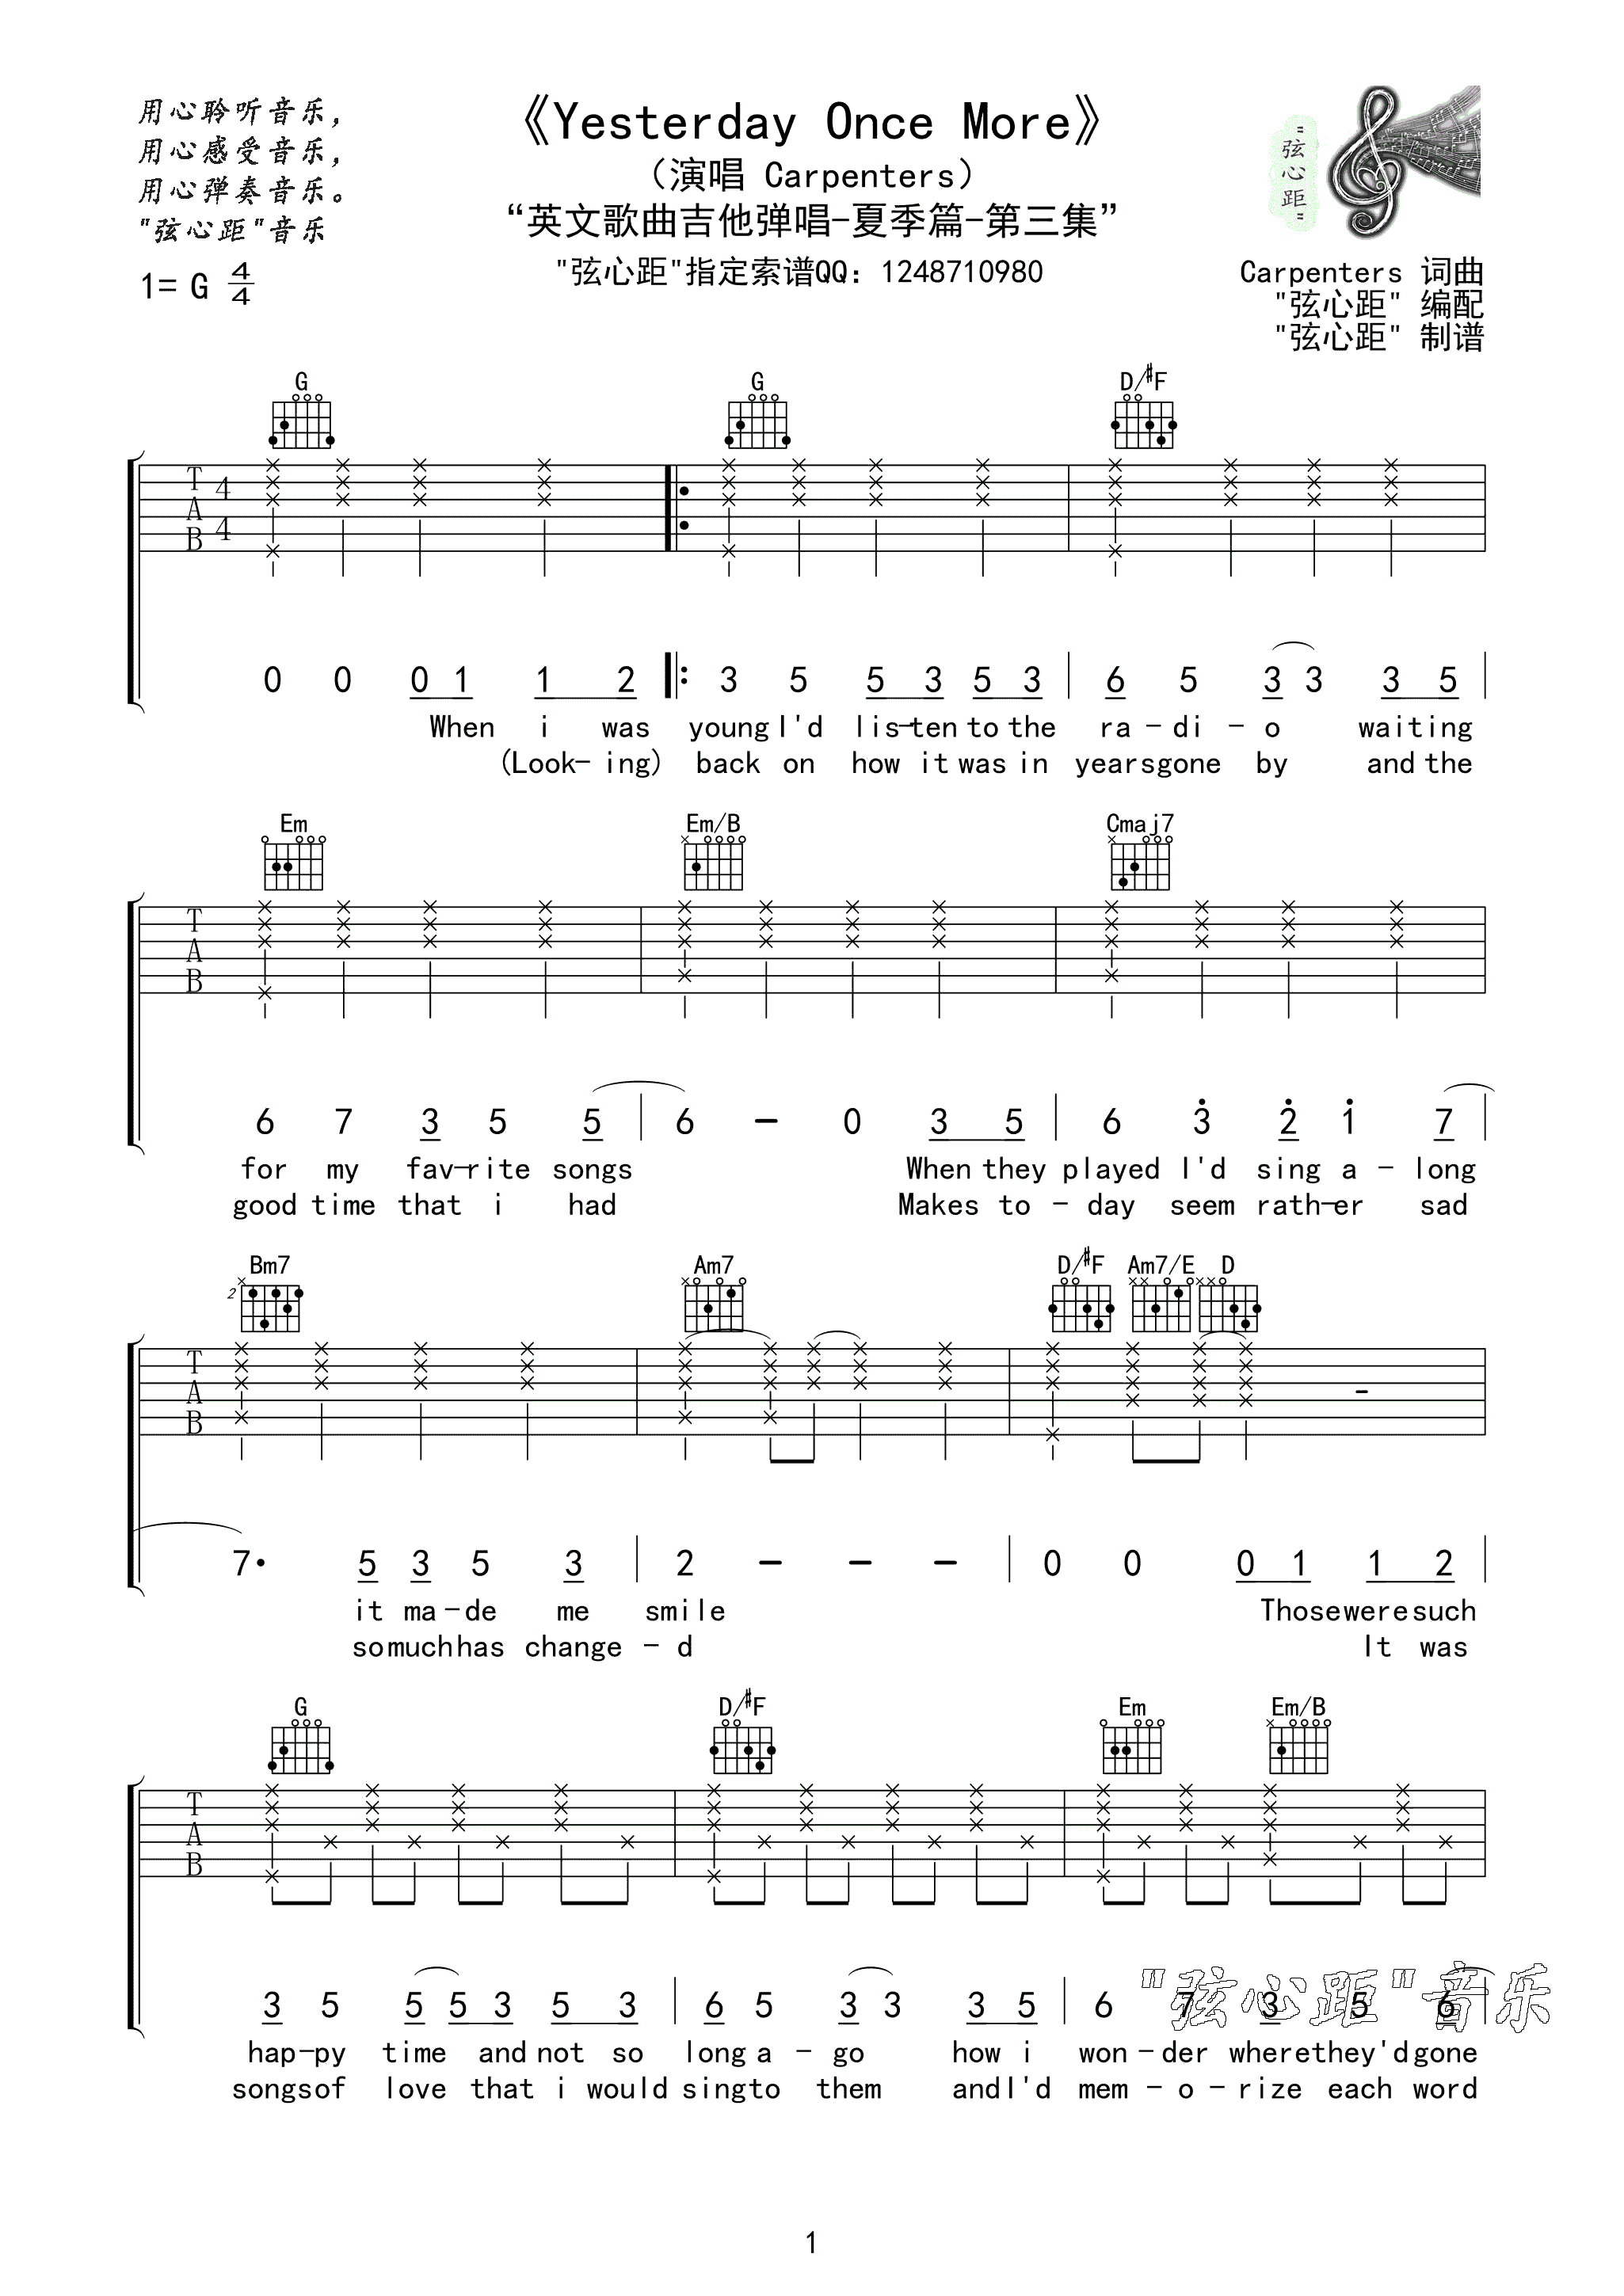 用心聆听音乐，
用心感受音乐，
用心弹奏音乐。
"弦心距"音乐
《Yesterday Once More》
（演唱 Carpenters）
“英文歌曲吉他弹唱-夏季篇-第三集”
"弦心距"指定索谱QQ：1248710980
"弦心距"
1= G 4/4
Carpenters 词曲
"弦心距" 编配
"弦心距" 制谱
G G D/#F
T A B 4 4
0 0 0 1 1 2 |: 3 5 5 3 5 3 | 6 5 3 3 3 5 |
When i was young I'd lis-ten to the ra-di-o waiting
(Look-ing) back on how it was in yearsgone by and the
Em Em/B Cmaj7
T A B
6 7 3 5 5 | 6 - 0 3 5 | 6 3 2 1 7 |
for my fav-rite songs When they played I'd sing a-long
good time that i had Makes to-day seem rath-er sad
Bm7 Am7 D/#F Am7/E D
2
T A B
7· 5 3 5 3 | 2 - - - | 0 0 0 1 1 2 |
it ma-de me smile Those were such
so much has change-d It was
G D/#F Em Em/B
T A B
3 5 5 5 3 5 3 | 6 5 3 3 3 5 | 6 7 3 5 6 |
hap-py time and not so long a-go how i won-der where they'd gone
songs of love that i would sing to them and I'd mem-o-rize each word
"弦心距"音乐
1